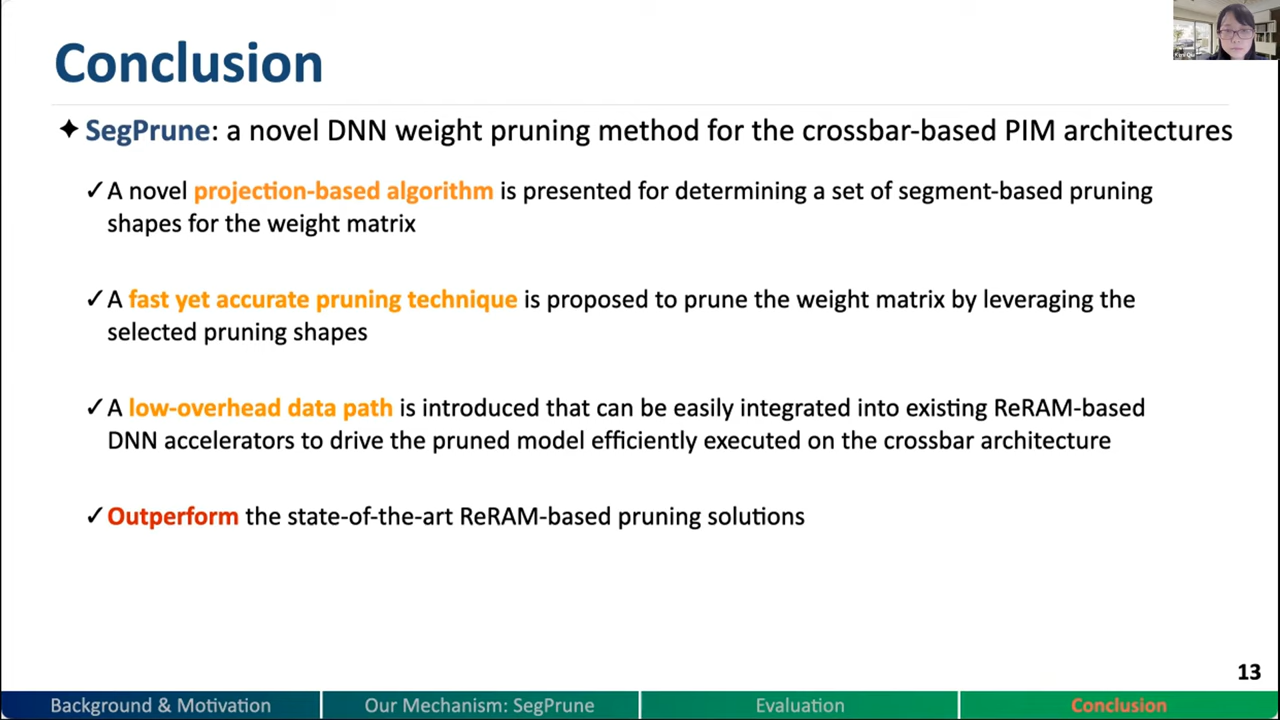 Conclusion
✦ SegPrune: a novel DNN weight pruning method for the crossbar-based PIM architectures
✓A novel projection-based algorithm is presented for determining a set of segment-based pruning
shapes for the weight matrix
✓A fast yet accurate pruning technique is proposed to prune the weight matrix by leveraging the
selected pruning shapes
✓A low-overhead data path is introduced that can be easily integrated into existing ReRAM-based
DNN accelerators to drive the pruned model efficiently executed on the crossbar architecture
✓Outperform the state-of-the-art ReRAM-based pruning solutions
13
Background & Motivation
Our Mechanism: SegPrune
Evaluation
Conclusion